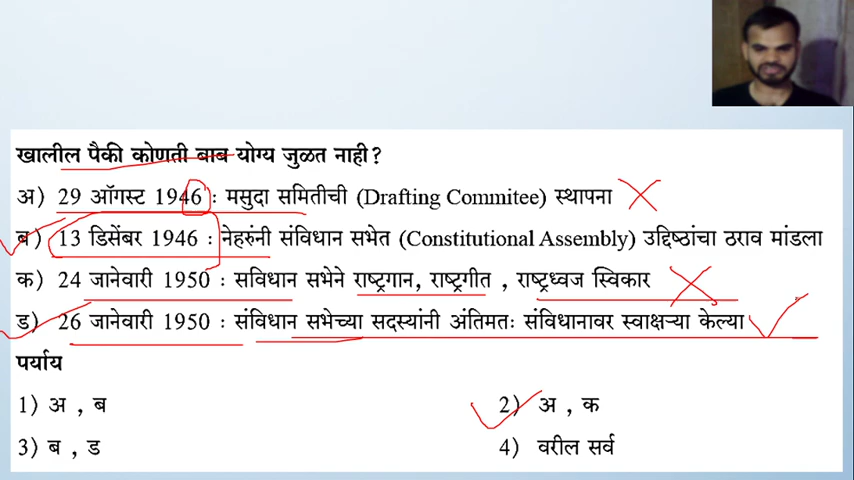 खालील पैकी कोणती बाब योग्य जुळत नाही?
अ) 29 ऑगस्ट 1946 : मसुदा समितीची (Drafting Commitee) स्थापना
ब) 13 डिसेंबर 1946 : नेहरुंनी संविधान सभेत (Constitutional Assembly) उद्दिष्ठांचा ठराव मांडला
क) 24 जानेवारी 1950 : सविधान सभेने राष्ट्रगान, राष्ट्रगीत , राष्ट्रध्वज स्विकार
ड) 26 जानेवारी 1950 : संविधान सभेच्या सदस्यांनी अंतिमतः संविधानावर स्वाक्षऱ्या केल्या
पर्याय
1) अ , ब 2) अ , क
3) ब , ड 4) वरील सर्व